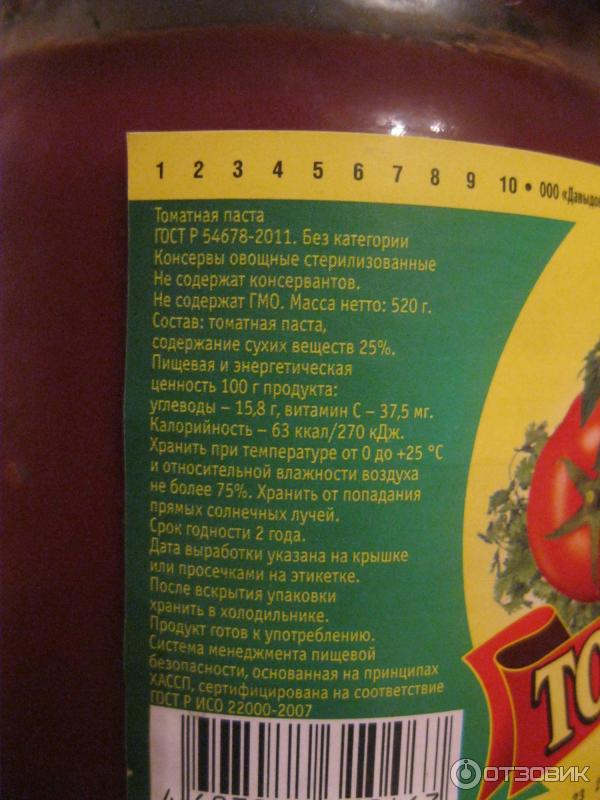 1 2 3 4 5 6 7 8 9 10 • ООО
Томатная паста
ГОСТ Р 54678-2011. Без категории
Консервы овощные стерилизованные
Не содержат консервантов.
Не содержат ГМО. Масса нетто: 520 г.
Состав: томатная паста,
содержание сухих веществ 25%.
Пищевая и энергетическая
ценность 100 г продукта:
углеводы – 15,8 г, витамин С – 37,5 мг.
Калорийность – 63 ккал/270 кДж.
Хранить при температуре от 0 до +25 °С
и относительной влажности воздуха
не более 75%. Хранить от попадания
прямых солнечных лучей.
Срок годности 2 года.
Дата выработки указана на крышке
или просечками на этикетке.
После вскрытия упаковки
хранить в холодильнике.
Продукт готов к употреблению.
Система менеджмента пищевой
безопасности, основанная на принципах
ХАССП, сертифицирована на соответствие
ГОСТ Р ИСО 22000-2007
ТО
ОТЗОВИК